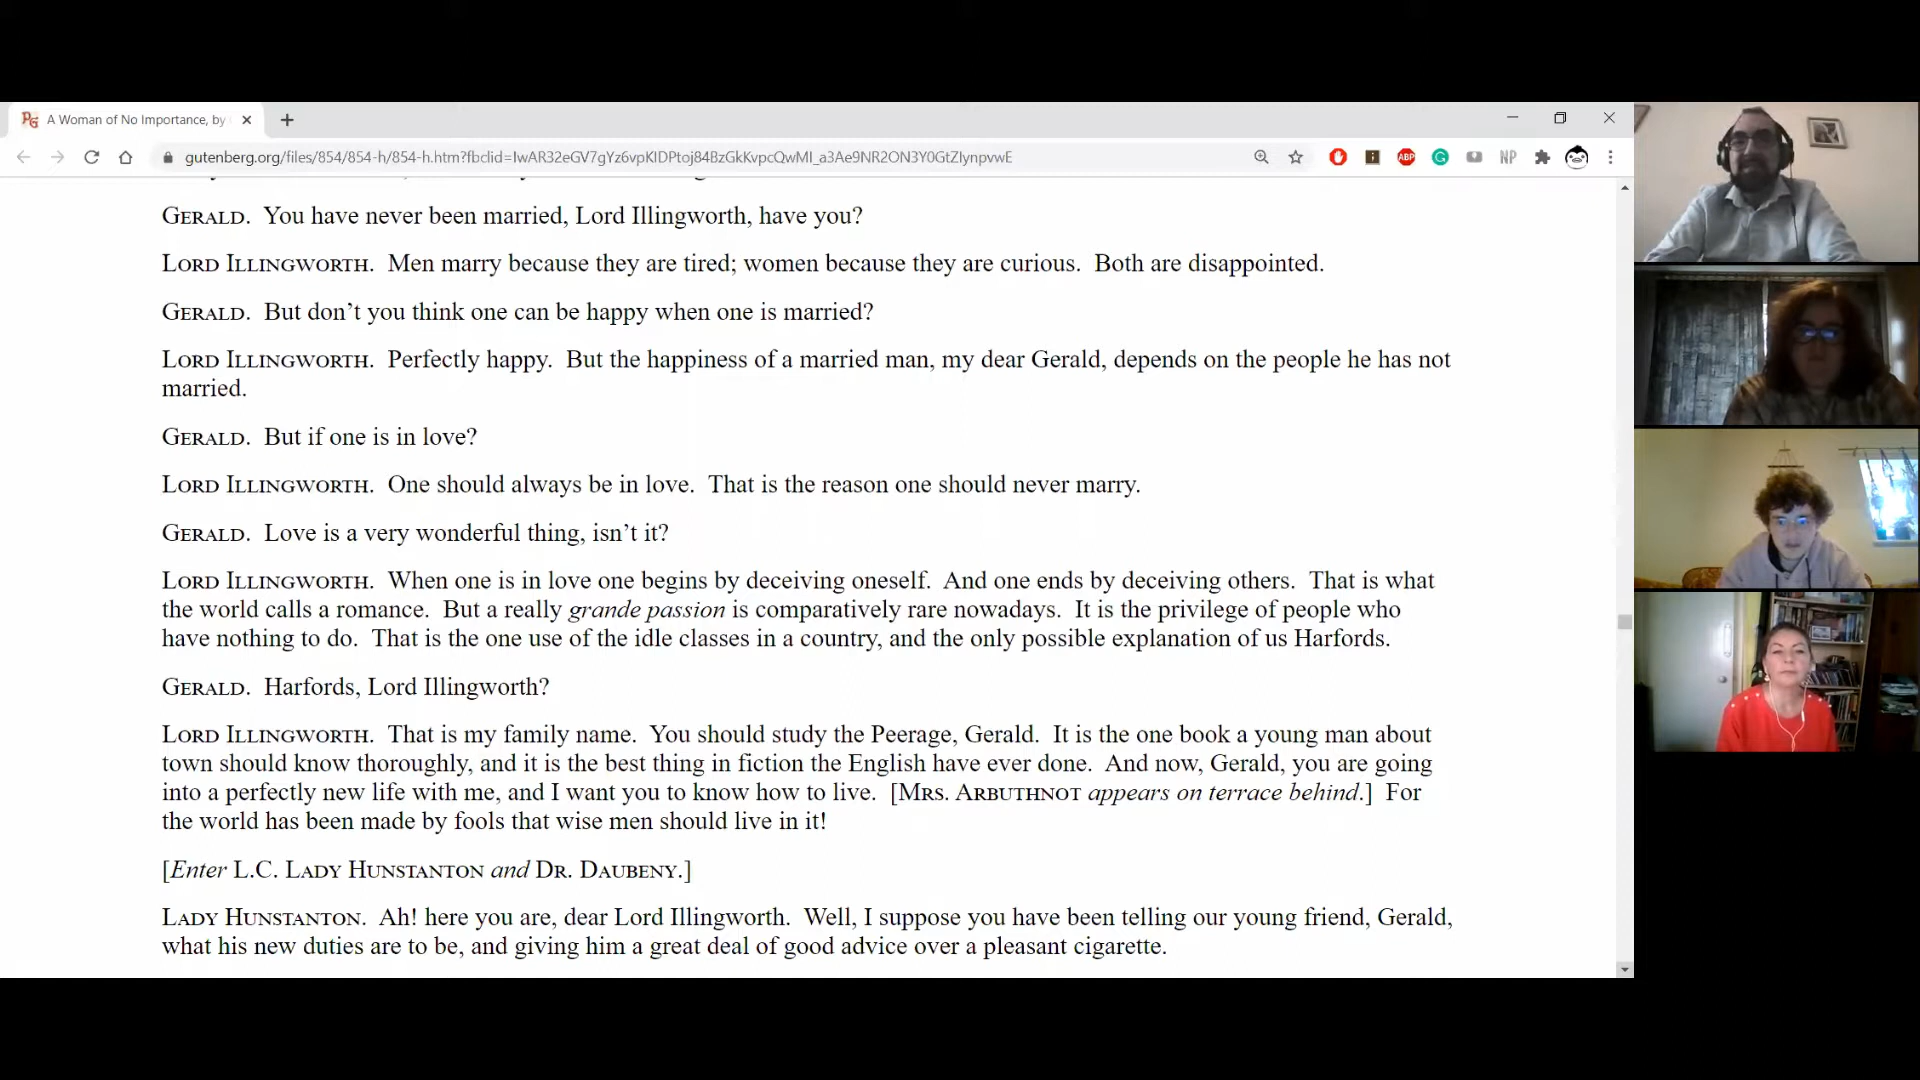 A Woman of No Importance, by
gutenberg.org/files/854/854-h/854-h.htm?fbclid=IwAR32eGV7gYz6vpKIDPtoj84BzGkKvpcQwMI_a3Ae9NR2ON3Y0GtZIynpvwE
ABP
NP
GERALD. You have never been married, Lord Illingworth, have you?
LORD ILLINGWORTH. Men marry because they are tired; women because they are curious. Both are disappointed.
GERALD. But don’t you think one can be happy when one is married?
LORD ILLINGWORTH. Perfectly happy. But the happiness of a married man, my dear Gerald, depends on the people he has not
married.
GERALD. But if one is in love?
LORD ILLINGWORTH. One should always be in love. That is the reason one should never marry.
GERALD. Love is a very wonderful thing, isn’t it?
LORD ILLINGWORTH. When one is in love one begins by deceiving oneself. And one ends by deceiving others. That is what
the world calls a romance. But a really grande passion is comparatively rare nowadays. It is the privilege of people who
have nothing to do. That is the one use of the idle classes in a country, and the only possible explanation of us Harfords.
GERALD. Harfords, Lord Illingworth?
LORD ILLINGWORTH. That is my family name. You should study the Peerage, Gerald. It is the one book a young man about
town should know thoroughly, and it is the best thing in fiction the English have ever done. And now, Gerald, you are going
into a perfectly new life with me, and I want you to know how to live. [MRS. ARBUTHNOT appears on terrace behind.] For
the world has been made by fools that wise men should live in it!
[Enter L.C. LADY HUNSTANTON and DR. DAUBENY.]
LADY HUNSTANTON. Ah! here you are, dear Lord Illingworth. Well, I suppose you have been telling our young friend, Gerald,
what his new duties are to be, and giving him a great deal of good advice over a pleasant cigarette.